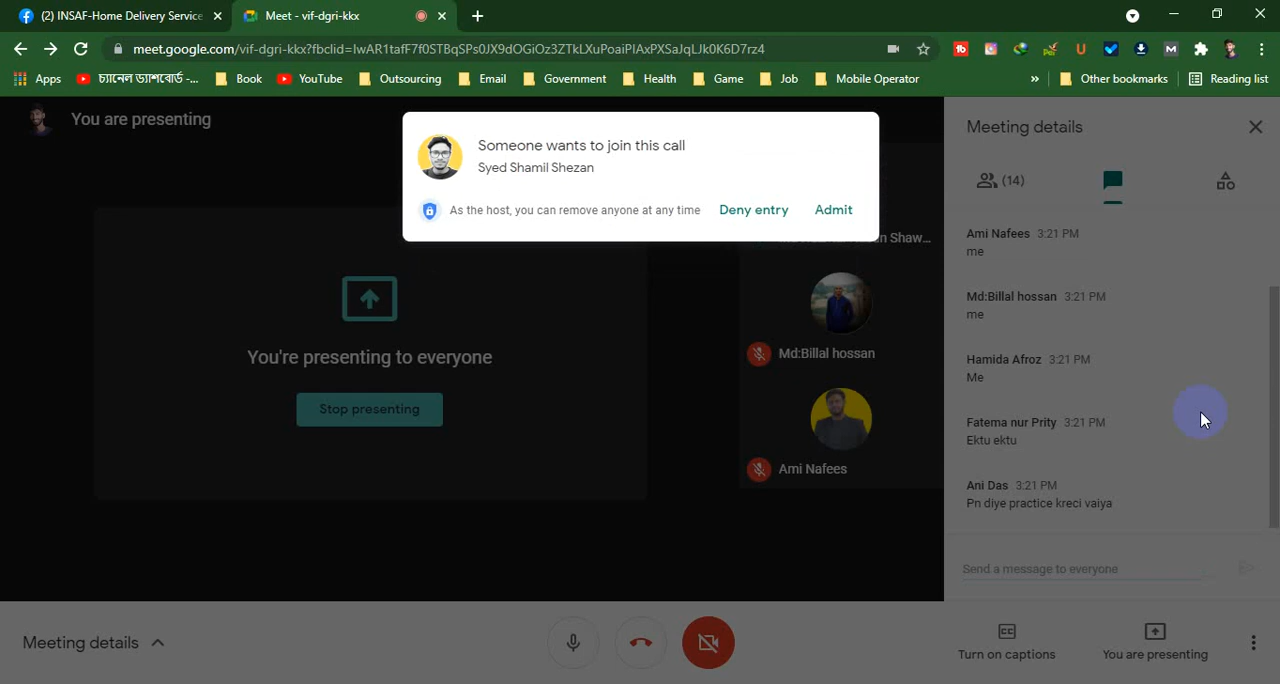 (2) INSAF-Home Delivery Service
Meet - vif-dgri-kkx
meet.google.com/vif-dgri-kkx?fbclid=IwAR1tafF7f0STBqSPs0JX9dOGiOz3ZTkLXuPoaiPIAxPXSaJqLJk0K6D7rz4
Apps
চ্যানেল ড্যাশবোর্ড -...
Book
YouTube
Outsourcing
Email
Government
Health
Game
Job
Mobile Operator
»
Other bookmarks
Reading list
You are presenting
Someone wants to join this call
Syed Shamil Shezan
As the host, you can remove anyone at any time
Deny entry
Admit
You're presenting to everyone
Stop presenting
n Shaw...
Md:Billal hossan
Ami Nafees
Meeting details
(14)
Ami Nafees 3:21 PM
me
Md:Billal hossan 3:21 PM
me
Hamida Afroz 3:21 PM
Me
Fatema nur Prity 3:21 PM
Ektu ektu
Ani Das 3:21 PM
Pn diye practice kreci vaiya
Send a message to everyone
Meeting details
Turn on captions
You are presenting